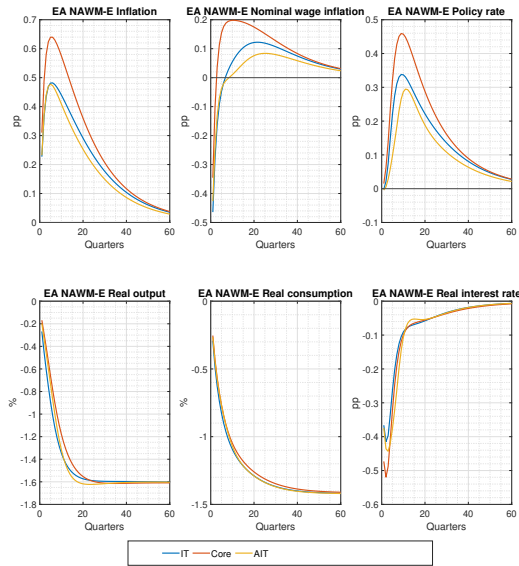 EA NAWM-E Inflation
0.7
0.6
0.5
0.4
0.3
0.2
0.1
0
pp
0 20 40 60
Quarters
EA NAWM-E Nominal wage inflation
0.2
0.1
0
-0.1
-0.2
-0.3
-0.4
-0.5
pp
0 20 40 60
Quarters
EA NAWM-E Policy rate
0.5
0.4
0.3
0.2
0.1
0
-0.1
pp
0 20 40 60
Quarters
EA NAWM-E Real output
0
-0.2
-0.4
-0.6
-0.8
-1
-1.2
-1.4
-1.6
-1.8
%
0 20 40 60
Quarters
EA NAWM-E Real consumption
0
-0.5
-1
-1.5
%
0 20 40 60
Quarters
EA NAWM-E Real interest rate
0
-0.1
-0.2
-0.3
-0.4
-0.5
-0.6
pp
0 20 40 60
Quarters
IT Core AIT